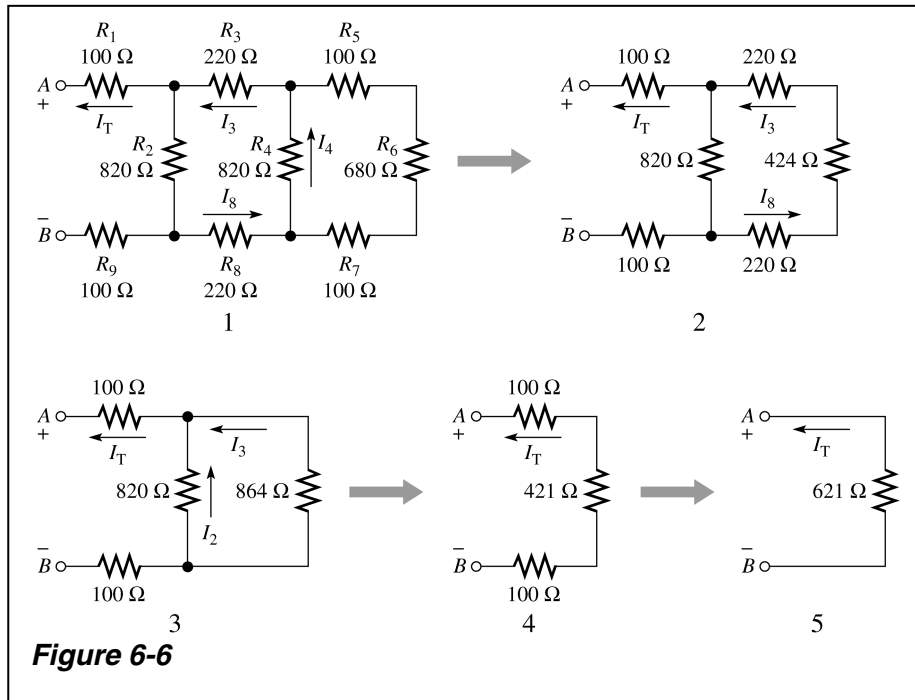 R1 R3 R5
100 Ω 220 Ω 100 Ω
A
+
IT I3
R2
820 Ω
R4
820 Ω
I4
R6
680 Ω
I8
–
B
R9 R8 R7
100 Ω 220 Ω 100 Ω
1
100 Ω 220 Ω
A
+
IT I3
820 Ω 424 Ω
I8
–
B
100 Ω 220 Ω
2
100 Ω
A
+
IT I3
820 Ω 864 Ω
I2
–
B
100 Ω
3
100 Ω
A
+
IT
421 Ω
–
B
100 Ω
4
A
+
IT
621 Ω
–
B
5
Figure 6-6